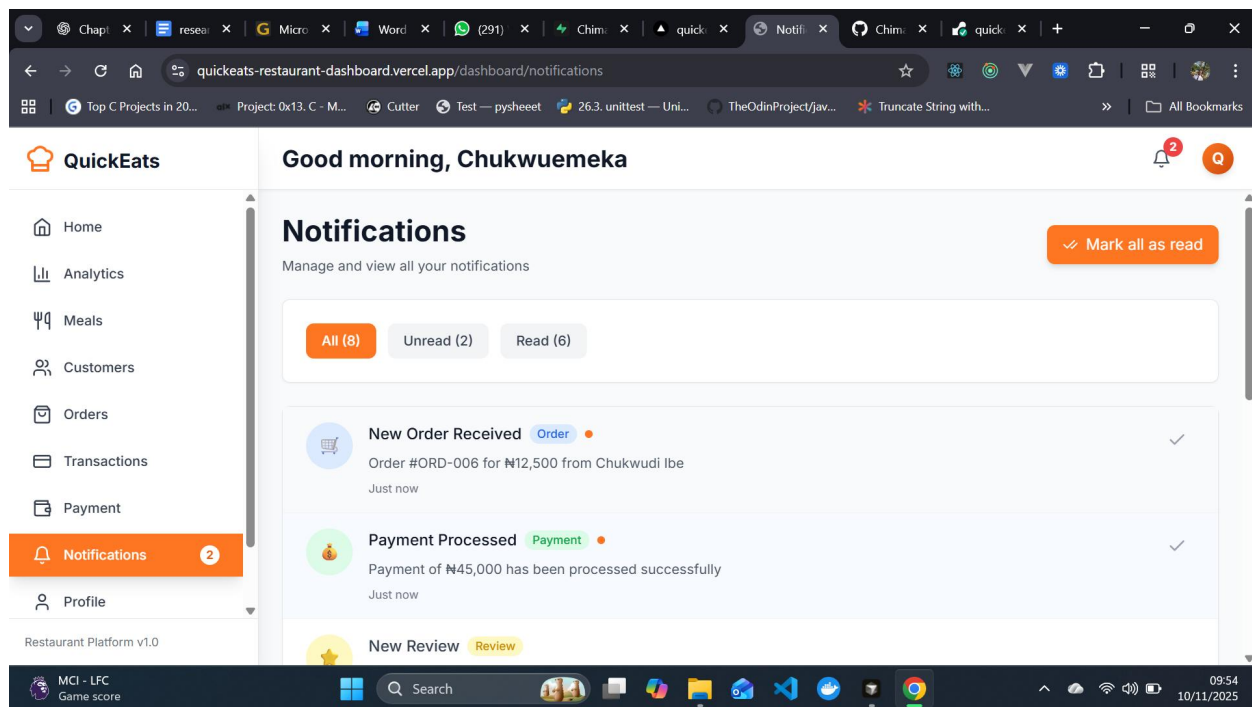 Chapt
resear
Micro
Word
(291)
Chima
quicke
Notifi
Chima
quicke
quickeats-restaurant-dashboard.vercel.app/dashboard/notifications
Top C Projects in 20...
Project: 0x13. C - M...
Cutter
Test — pysheeet
26.3. unittest — Uni...
TheOdinProject/jav...
Truncate String with...
»
All Bookmarks
QuickEats
Good morning, Chukwuemeka
2
Q
Home
Analytics
Meals
Customers
Orders
Transactions
Payment
Notifications 2
Profile
Restaurant Platform v1.0
Notifications
Manage and view all your notifications
Mark all as read
All (8)
Unread (2)
Read (6)
New Order Received Order
Order #ORD-006 for ₦12,500 from Chukwudi Ibe
Just now
Payment Processed Payment
Payment of ₦45,000 has been processed successfully
Just now
New Review Review
MCI - LFC
Game score
Search
09:54
10/11/2025